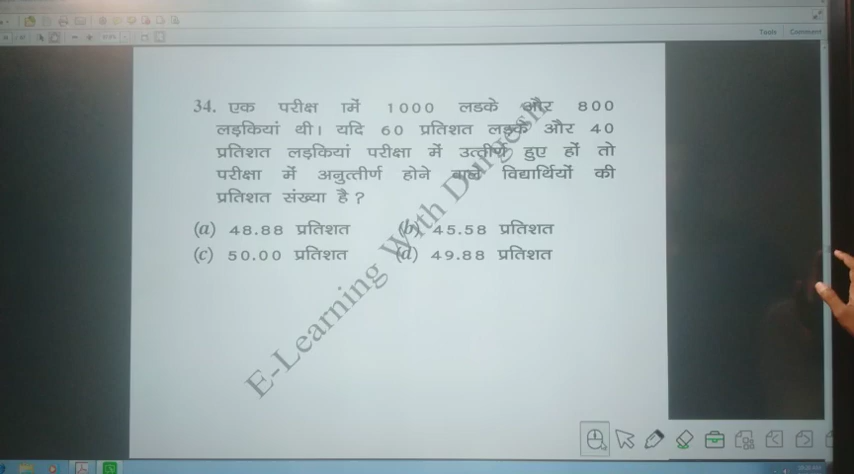 Tools Comment
34. एक परीक्ष ामें 1000 लडके और 800
लड़कियां थी। यदि 60 प्रतिशत लड़के और 40
प्रतिशत लड़कियां परीक्षा में उत्तीर्ण हुए हों तो
परीक्षा में अनुत्तीर्ण होने वाले विद्यार्थियों की
प्रतिशत संख्या है ?
(a) 48.88 प्रतिशत (b) 45.58 प्रतिशत
(c) 50.00 प्रतिशत (d) 49.88 प्रतिशत
E-Learning With Durgesh